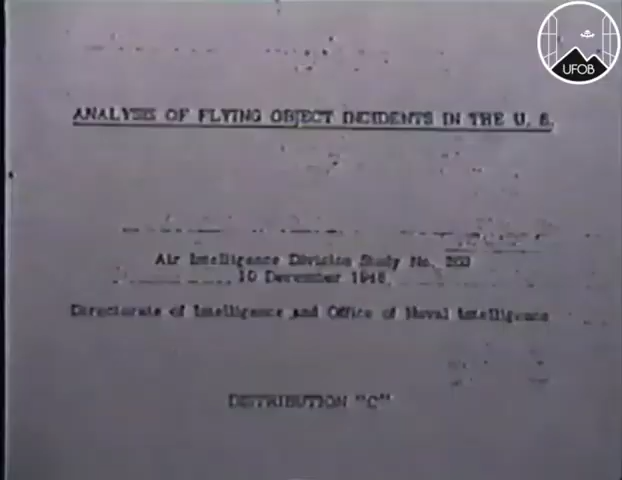 UFOB
ANALYSIS OF FLYING OBJECT INCIDENTS IN THE U. S.
Air Intelligence Division Study No. 203
10 December 1948
Directorate of Intelligence and Office of Naval Intelligence
DISTRIBUTION "C"